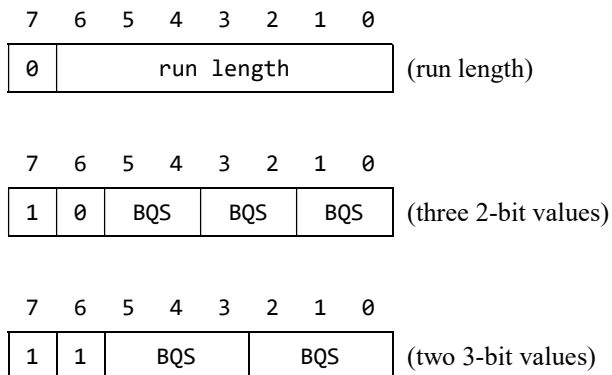 7 6 5 4 3 2 1 0
0 run length (run length)
7 6 5 4 3 2 1 0
1 0 BQS BQS BQS (three 2-bit values)
7 6 5 4 3 2 1 0
1 1 BQS BQS (two 3-bit values)